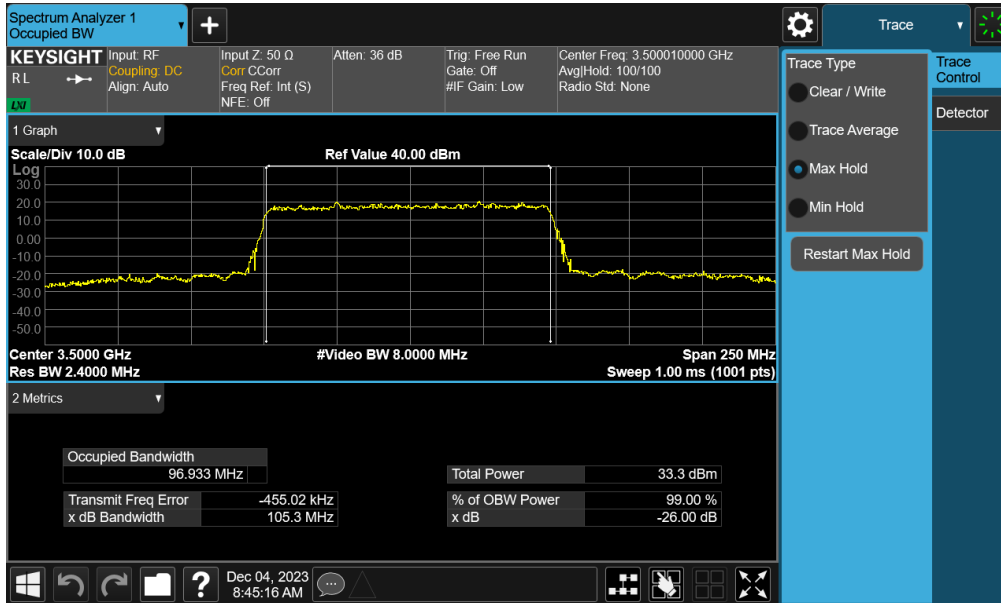 Spectrum Analyzer 1
Occupied BW
+
Trace
KEYSIGHT
R L
LXI
Input: RF
Coupling: DC
Align: Auto
Input Z: 50 Ω
Corr CCorr
Freq Ref: Int (S)
NFE: Off
Atten: 36 dB
Trig: Free Run
Gate: Off
#IF Gain: Low
Center Freq: 3.500010000 GHz
Avg|Hold: 100/100
Radio Std: None
Trace Type
Clear / Write
Trace Average
Max Hold
Min Hold
Restart Max Hold
Trace
Control
Detector
1 Graph
Scale/Div 10.0 dB
Ref Value 40.00 dBm
Log
30.0
20.0
10.0
0.00
-10.0
-20.0
-30.0
-40.0
-50.0
Center 3.5000 GHz
#Video BW 8.0000 MHz
Span 250 MHz
Res BW 2.4000 MHz
Sweep 1.00 ms (1001 pts)
2 Metrics
Occupied Bandwidth
96.933 MHz
Total Power 33.3 dBm
Transmit Freq Error -455.02 kHz
% of OBW Power 99.00 %
x dB Bandwidth 105.3 MHz
x dB -26.00 dB
?
Dec 04, 2023
8:45:16 AM